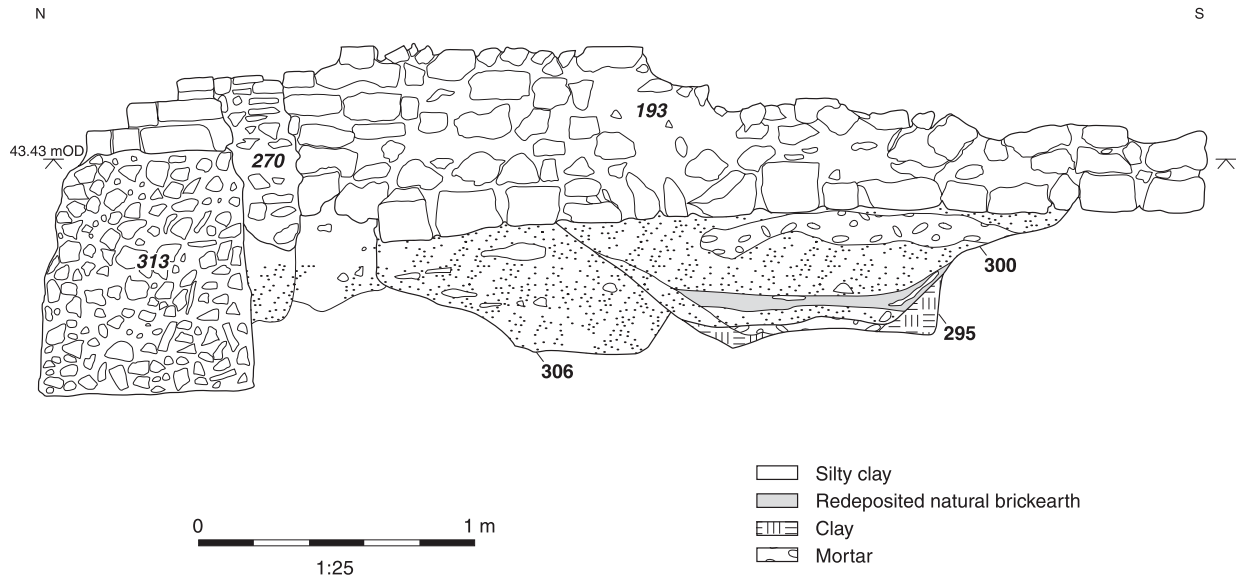 N
S
193
43.43 mOD
270
313
300
295
306
Silty clay
Redeposited natural brickearth
Clay
Mortar
0
1 m
1:25